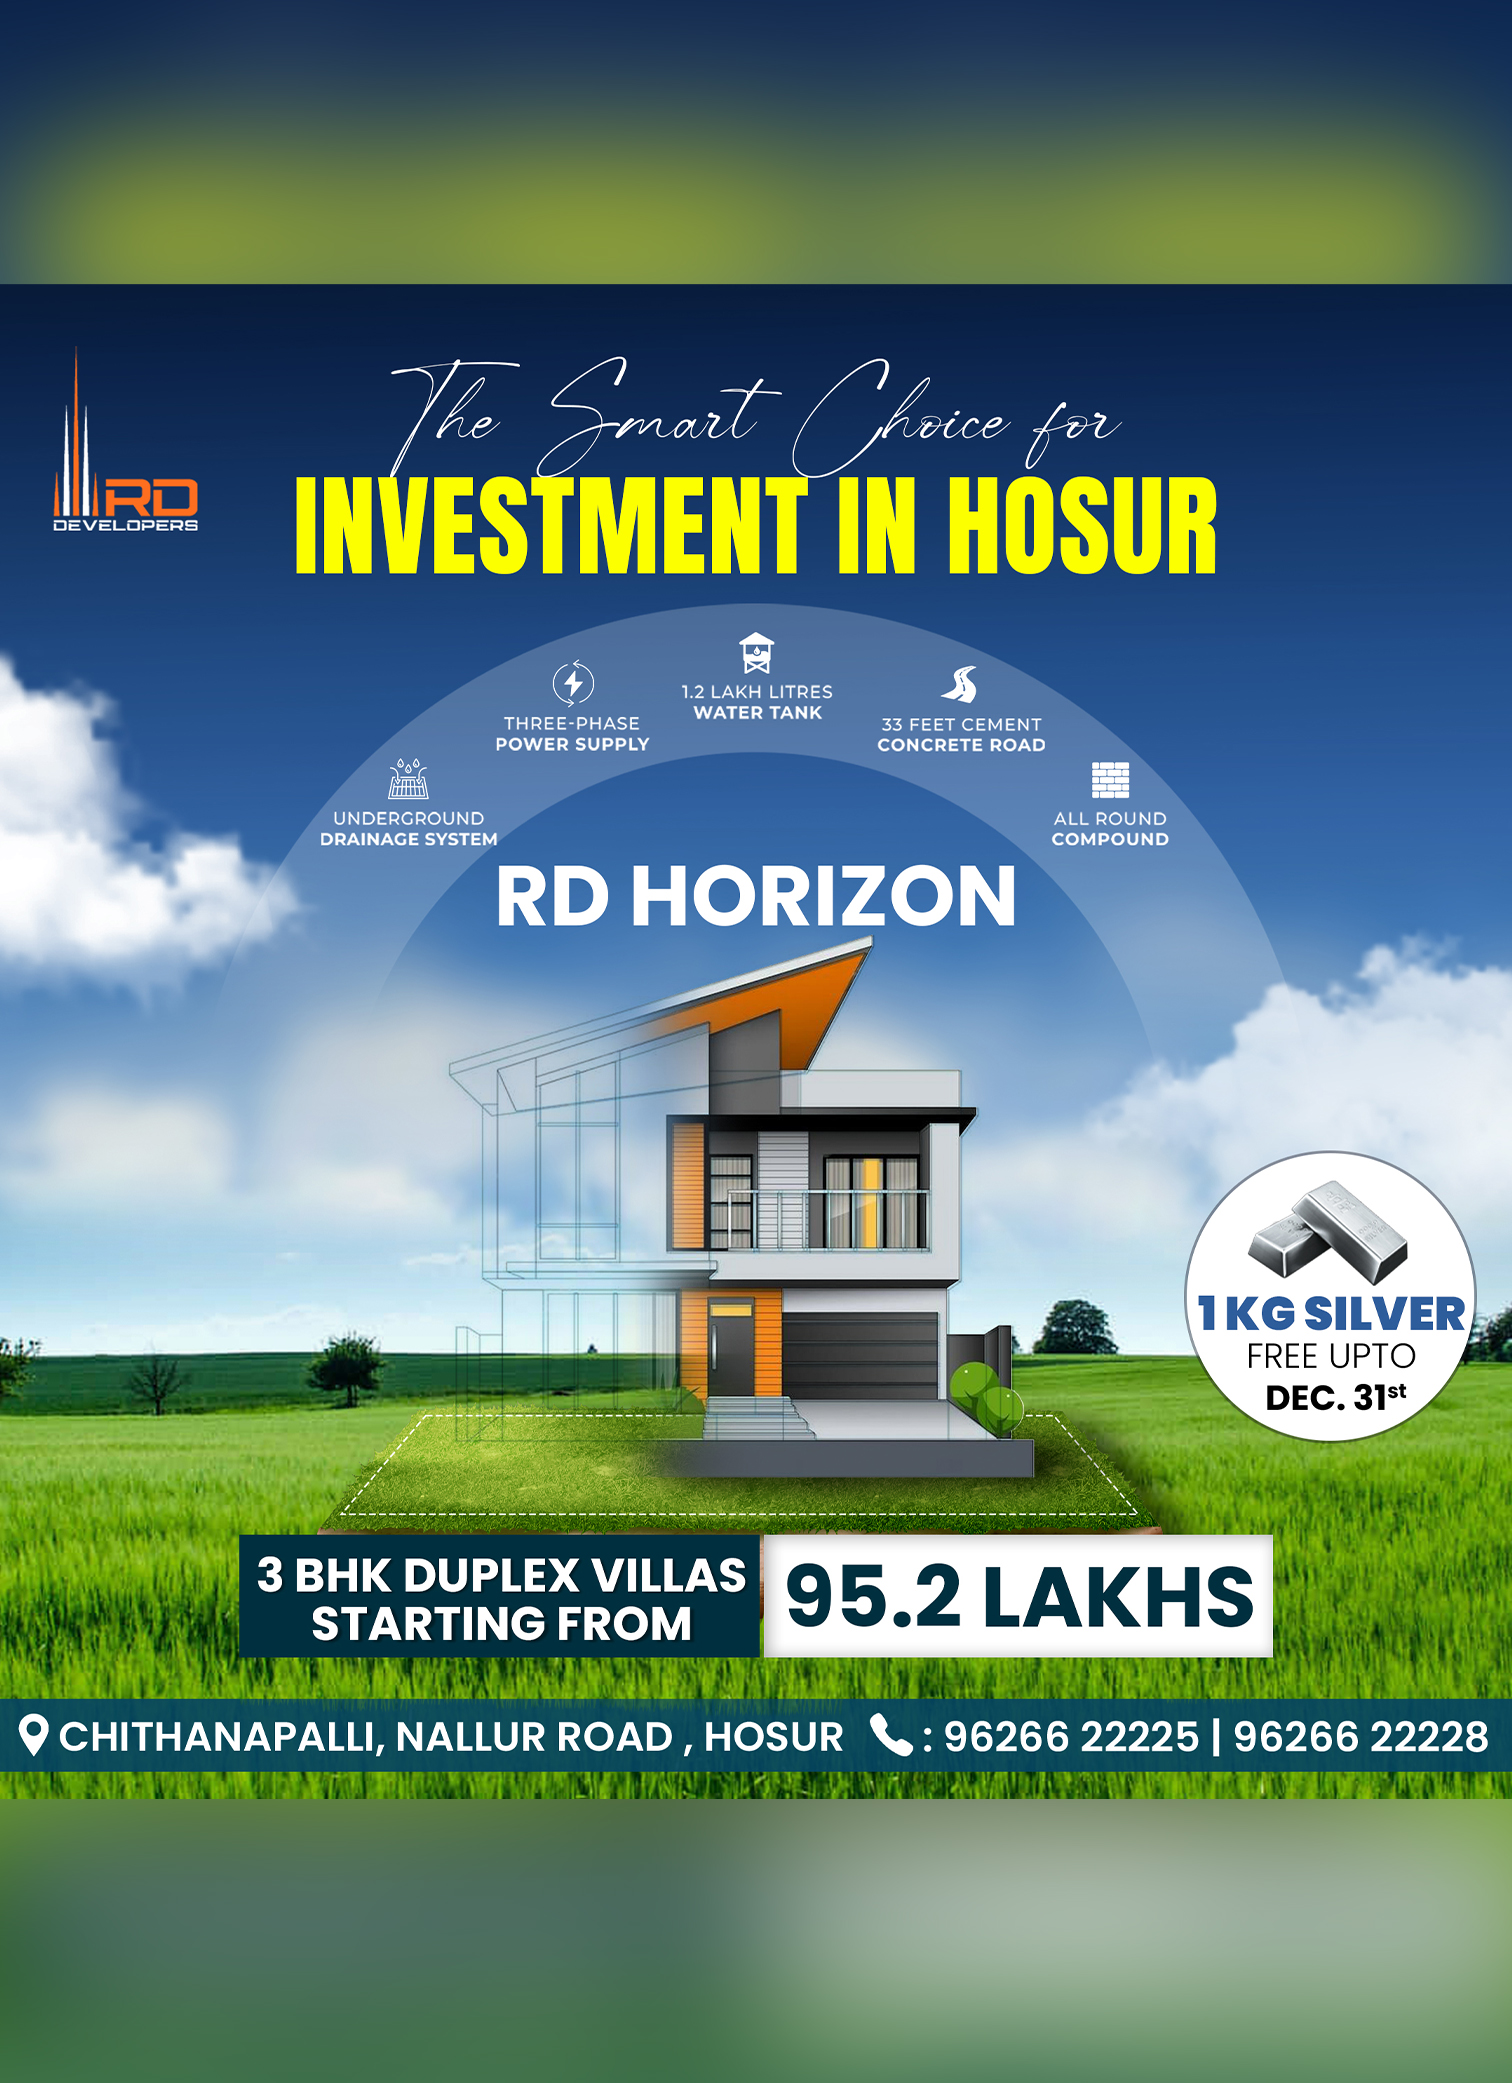 The Smart Choice for
INVESTMENT IN HOSUR
RD
DEVELOPERS
UNDERGROUND
DRAINAGE SYSTEM
THREE-PHASE
POWER SUPPLY
1.2 LAKH LITRES
WATER TANK
33 FEET CEMENT
CONCRETE ROAD
ALL ROUND
COMPOUND
RD HORIZON
1 KG SILVER
FREE UPTO
DEC. 31st
3 BHK DUPLEX VILLAS
STARTING FROM
95.2 LAKHS
CHITHANAPALLI, NALLUR ROAD , HOSUR : 96266 22225 | 96266 22228